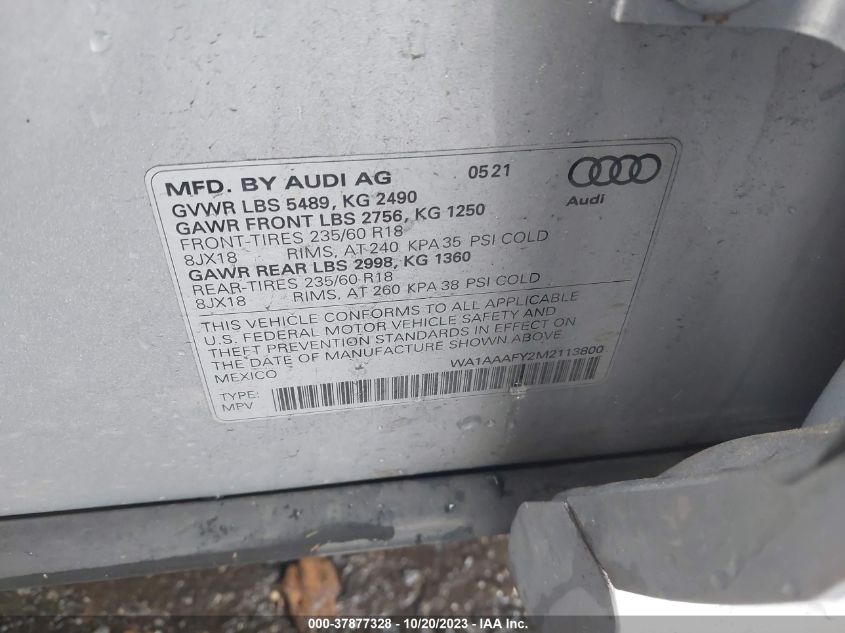 MFD. BY AUDI AG 0521
Audi
GVWR LBS 5489, KG 2490
GAWR FRONT LBS 2756, KG 1250
FRONT-TIRES 235/60 R18
8JX18 RIMS, AT 240 KPA 35 PSI COLD
GAWR REAR LBS 2998, KG 1360
REAR-TIRES 235/60 R18
8JX18 RIMS, AT 260 KPA 38 PSI COLD
THIS VEHICLE CONFORMS TO ALL APPLICABLE
U.S. FEDERAL MOTOR VEHICLE SAFETY AND
THEFT PREVENTION STANDARDS IN EFFECT ON
THE DATE OF MANUFACTURE SHOWN ABOVE.
MEXICO WA1AAAFY2M2113800
TYPE:
MPV
000-37877328 - 10/20/2023 - IAA Inc.